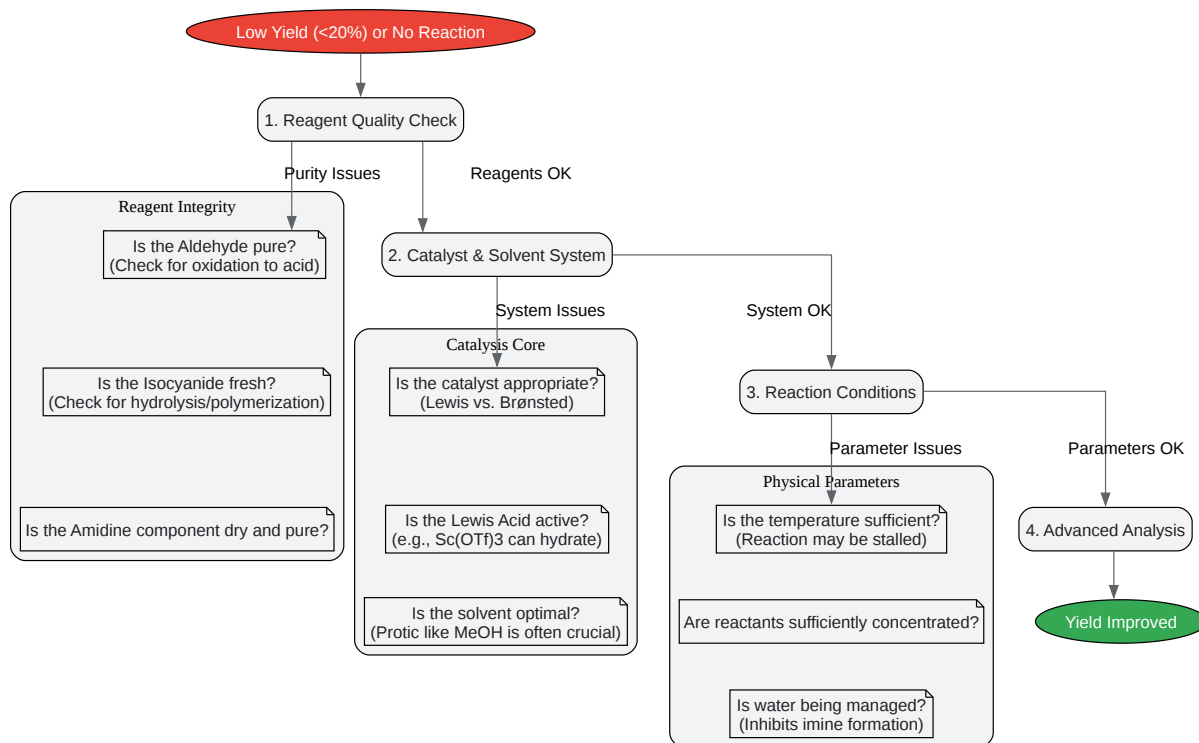 Low Yield (<20%) or No Reaction
1. Reagent Quality Check
Purity Issues
Reagents OK
Reagent Integrity
Is the Aldehyde pure?
(Check for oxidation to acid)
Is the Isocyanide fresh?
(Check for hydrolysis/polymerization)
Is the Amidine component dry and pure?
2. Catalyst & Solvent System
System Issues
System OK
Catalysis Core
Is the catalyst appropriate?
(Lewis vs. Brønsted)
Is the Lewis Acid active?
(e.g., Sc(OTf)3 can hydrate)
Is the solvent optimal?
(Protic like MeOH is often crucial)
3. Reaction Conditions
Parameter Issues
Parameters OK
Physical Parameters
Is the temperature sufficient?
(Reaction may be stalled)
Are reactants sufficiently concentrated?
Is water being managed?
(Inhibits imine formation)
4. Advanced Analysis
Yield Improved